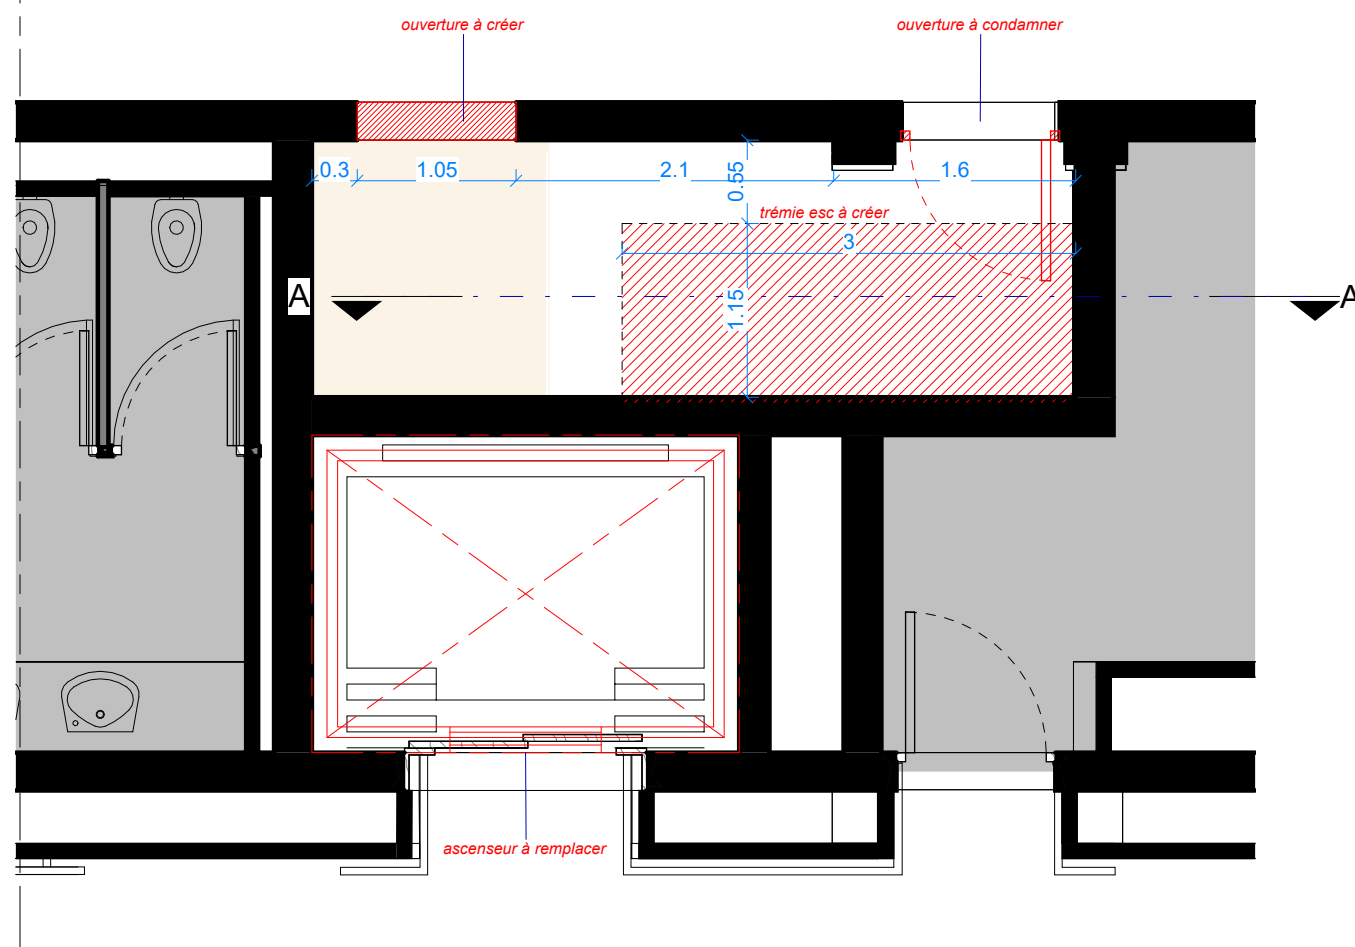 ouverture à créer
ouverture à condamner
0.3
1.05
2.1
0.55
1.6
trémie esc à créer
3
A
1.15
A
ascenseur à remplacer